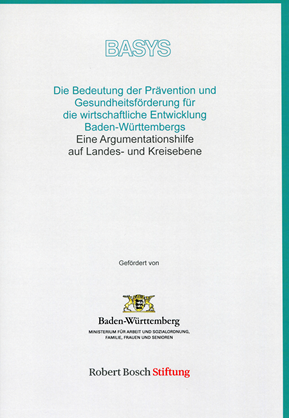 BASYS
Die Bedeutung der Prävention und
Gesundheitsförderung für
die wirtschaftliche Entwicklung
Baden-Württembergs
Eine Argumentationshilfe
auf Landes- und Kreisebene
Gefördert von
Baden-Württemberg
MINISTERIUM FÜR ARBEIT UND SOZIALORDNUNG,
FAMILIE, FRAUEN UND SENIOREN
Robert Bosch Stiftung